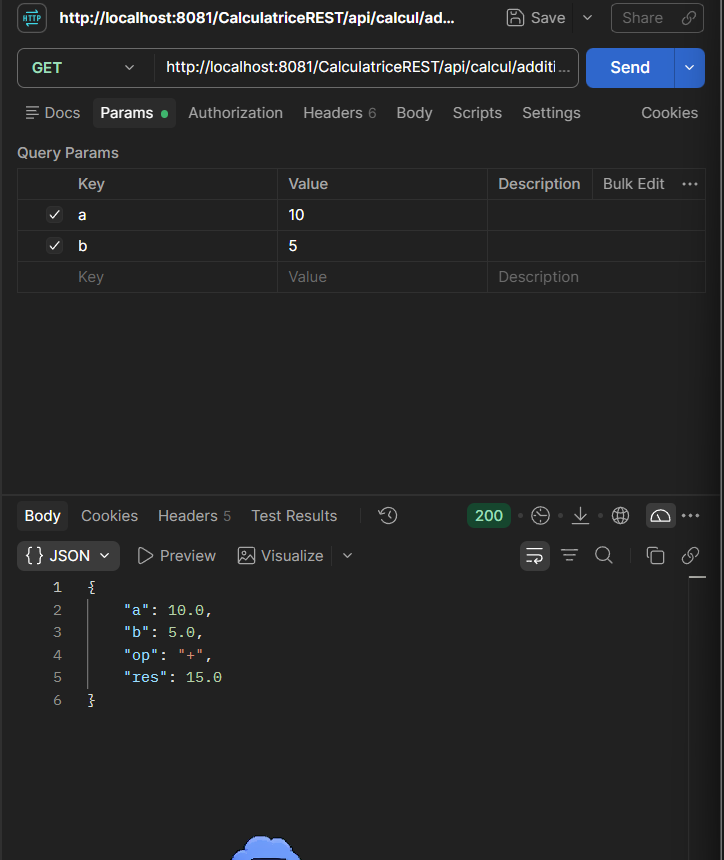 HTTP http://localhost:8081/CalculatriceREST/api/calcul/ad... Save Share
GET http://localhost:8081/CalculatriceREST/api/calcul/additi... Send
Docs Params Authorization Headers 6 Body Scripts Settings Cookies
Query Params
Key Value Description Bulk Edit
a 10
b 5
Key Value Description
Body Cookies Headers 5 Test Results 200
{} JSON Preview Visualize
1 {
2 "a": 10.0,
3 "b": 5.0,
4 "op": "+",
5 "res": 15.0
6 }